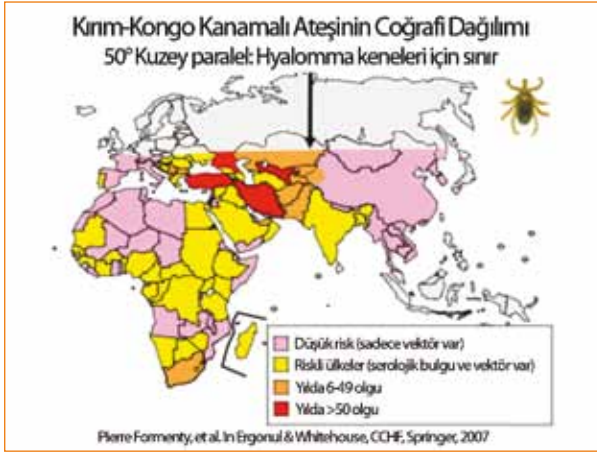 Kırım-Kongo Kanamalı Ateşinin Coğrafi Dağılımı
50° Kuzey paralel: Hyalomma keneleri için sınır
Düşük risk (sadece vektör var)
Riskli ülkeler (serolojik bulgu ve vektör var)
Yılda 6-49 olgu
Yılda >50 olgu
Pierre Formenty, et al. In Ergonul & Whitehouse, CCHF, Springer, 2007